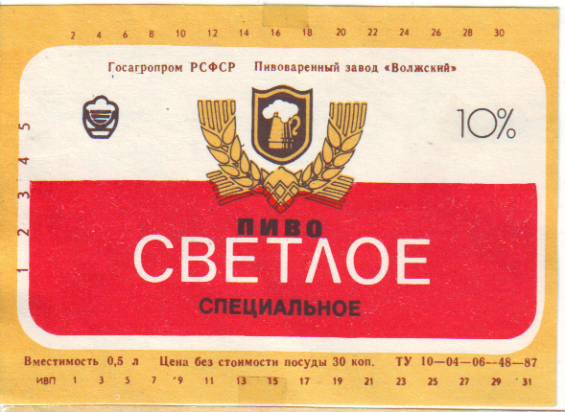 2 4 6 8 10 12 14 16 18 20 22 24 26 28 30
Госагропром РСФСР Пивоваренный завод «Волжский»
10%
1 2 3 4 5
ПИВО
СВЕТЛОЕ
СПЕЦИАЛЬНОЕ
Вместимость 0,5 л Цена без стоимости посуды 30 коп. ТУ 10—04—06—48—87
ИВП 1 3 5 7 9 11 13 15 17 19 21 23 25 27 29 31